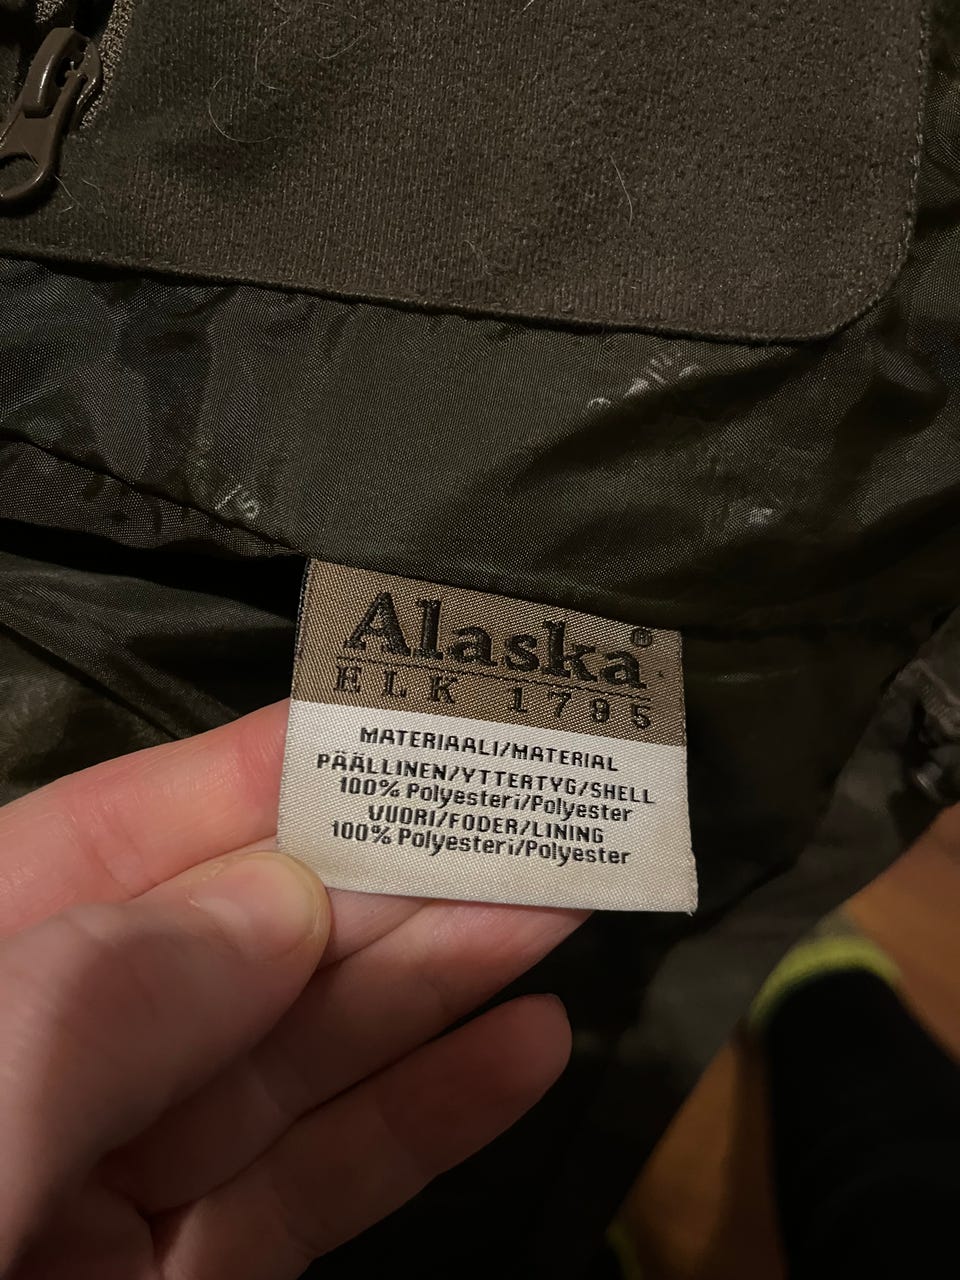 Alaska®
ELK 1795
MATERIAALI/MATERIAL
PÄÄLLINEN/YTTERTYG/SHELL
100% Polyesteri/Polyester
VUORI/FODER/LINING
100% Polyesteri/Polyester